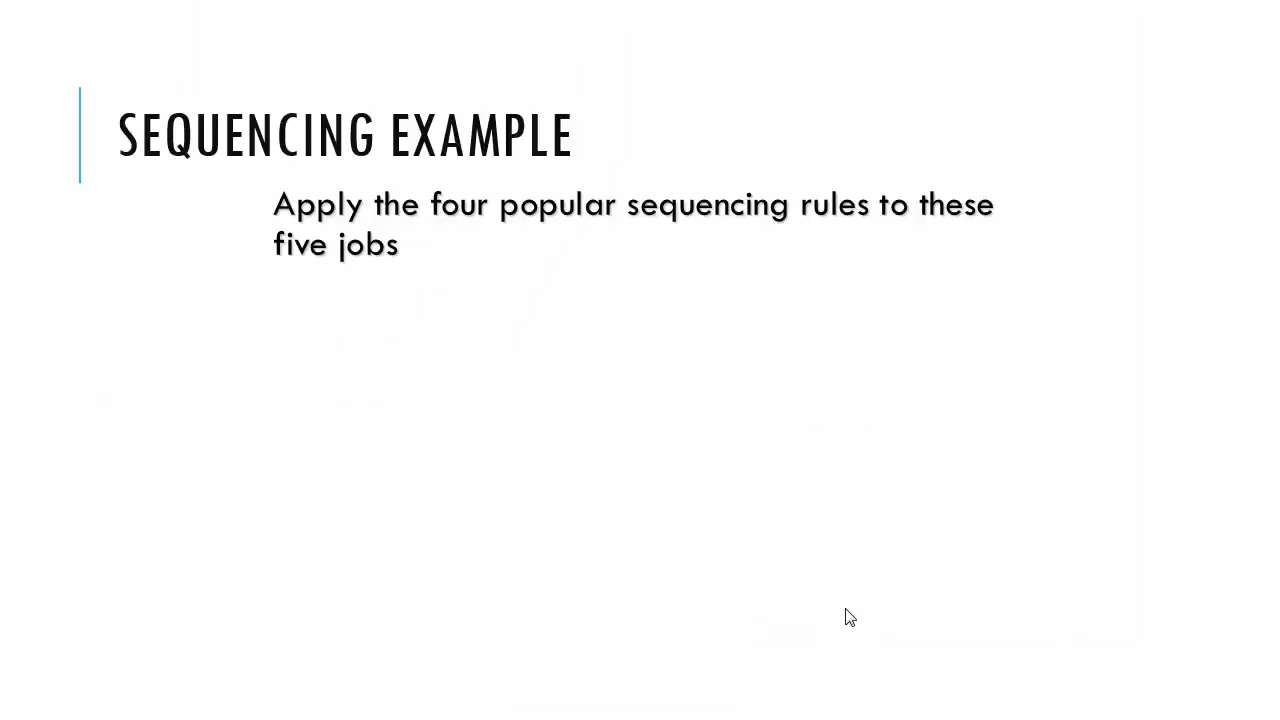 SEQUENCING EXAMPLE
Apply the four popular sequencing rules to these
five jobs